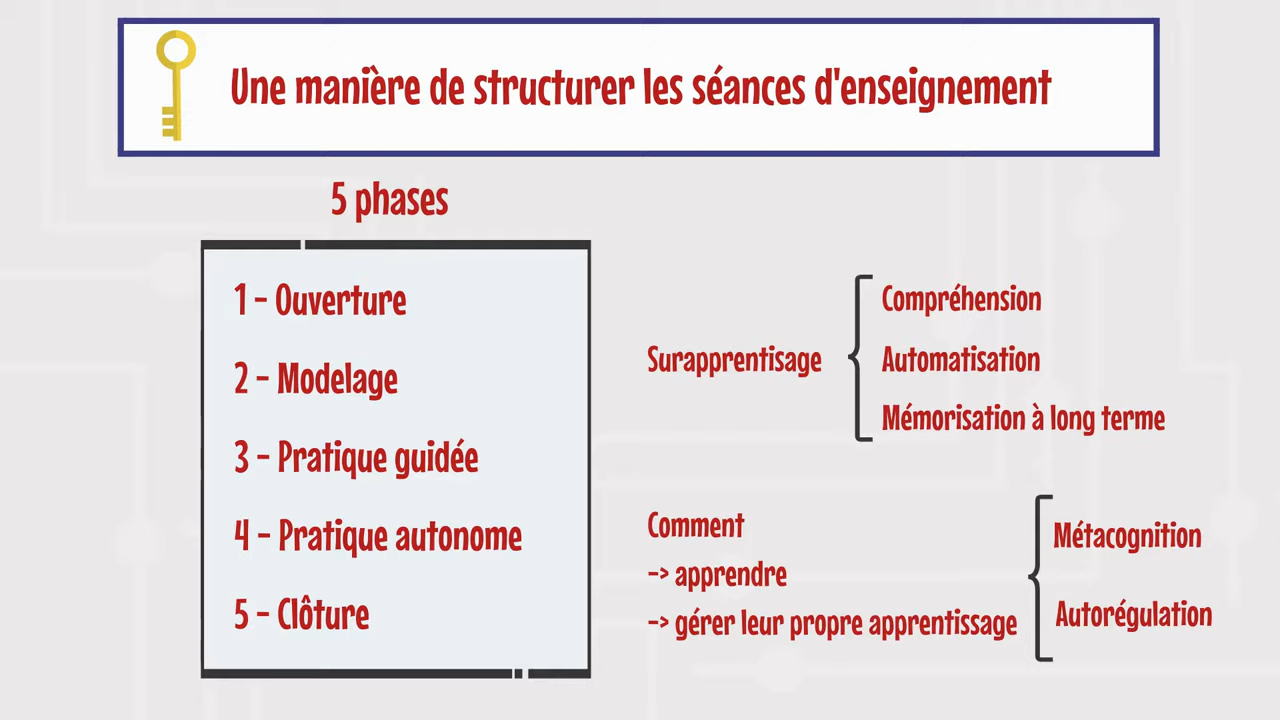 Une manière de structurer les séances d'enseignement
5 phases
1 - Ouverture
2 - Modelage
3 - Pratique guidée
4 - Pratique autonome
5 - Clôture
Surapprentisage
Compréhension
Automatisation
Mémorisation à long terme
Comment
-> apprendre
-> gérer leur propre apprentissage
Métacognition
Autorégulation